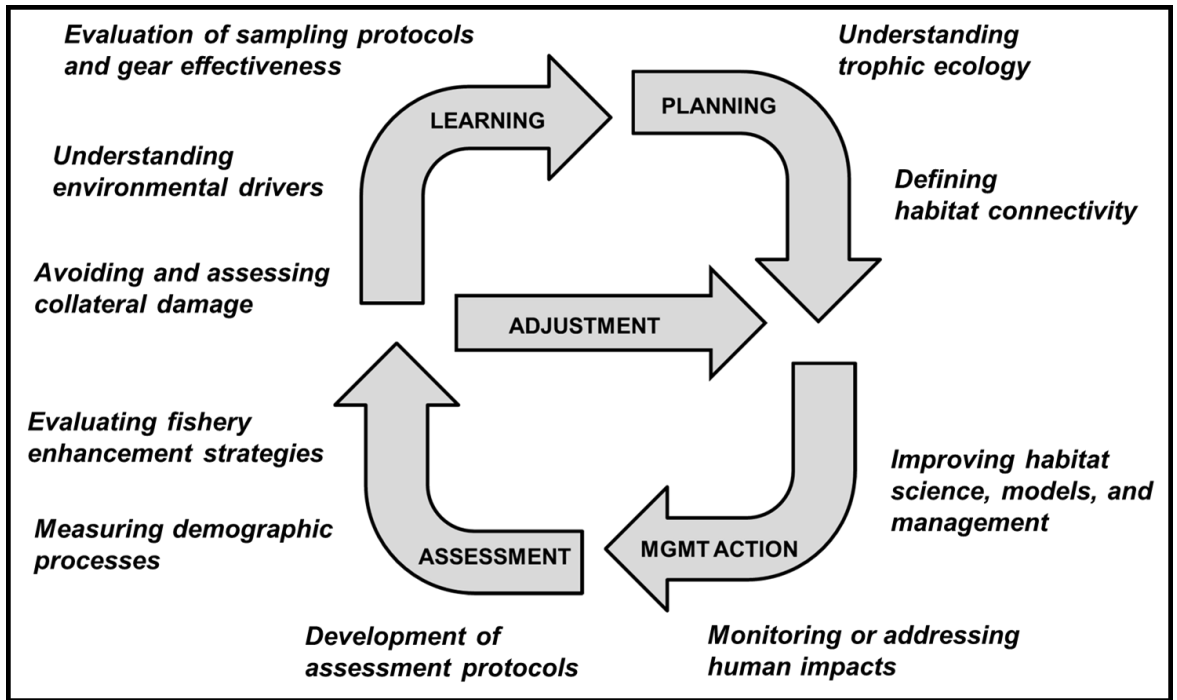 Evaluation of sampling protocols
and gear effectiveness
Understanding
trophic ecology
LEARNING
PLANNING
Understanding
environmental drivers
Defining
habitat connectivity
Avoiding and assessing
collateral damage
ADJUSTMENT
Evaluating fishery
enhancement strategies
Improving habitat
science, models, and
management
Measuring demographic
processes
ASSESSMENT
MGMT ACTION
Development of
assessment protocols
Monitoring or addressing
human impacts